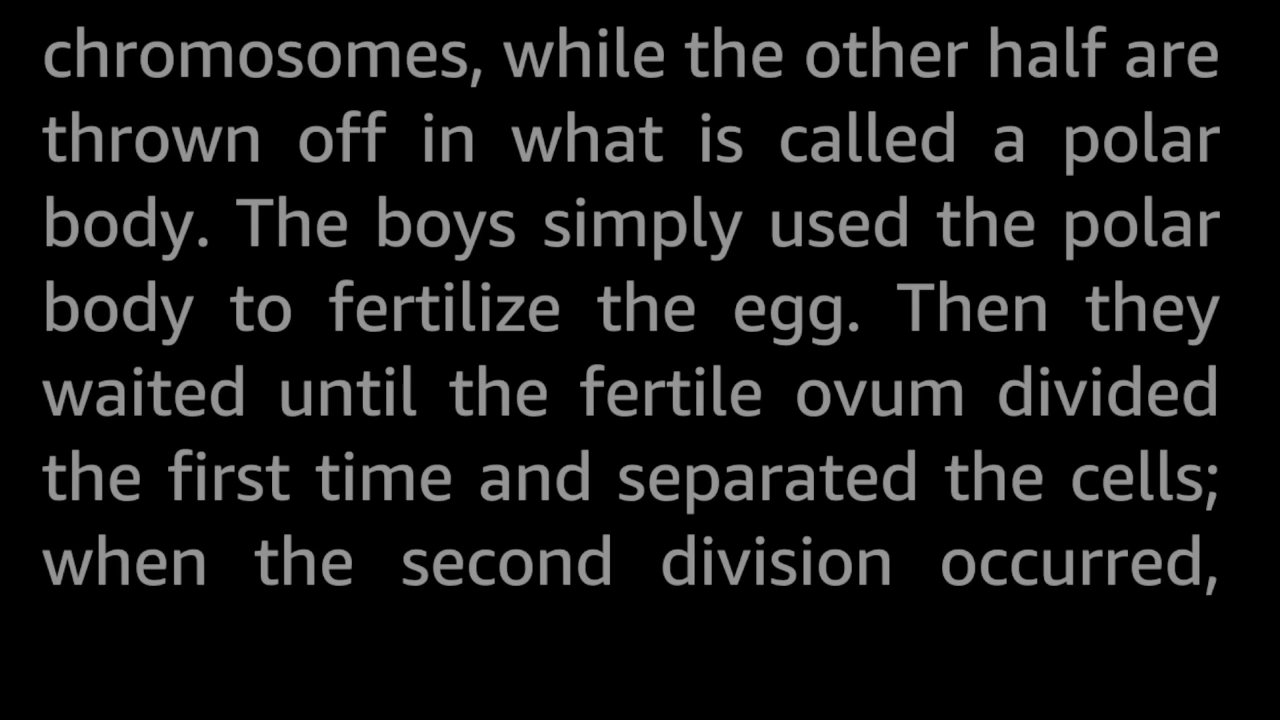 chromosomes, while the other half are
thrown off in what is called a polar
body. The boys simply used the polar
body to fertilize the egg. Then they
waited until the fertile ovum divided
the first time and separated the cells;
when the second division occurred,